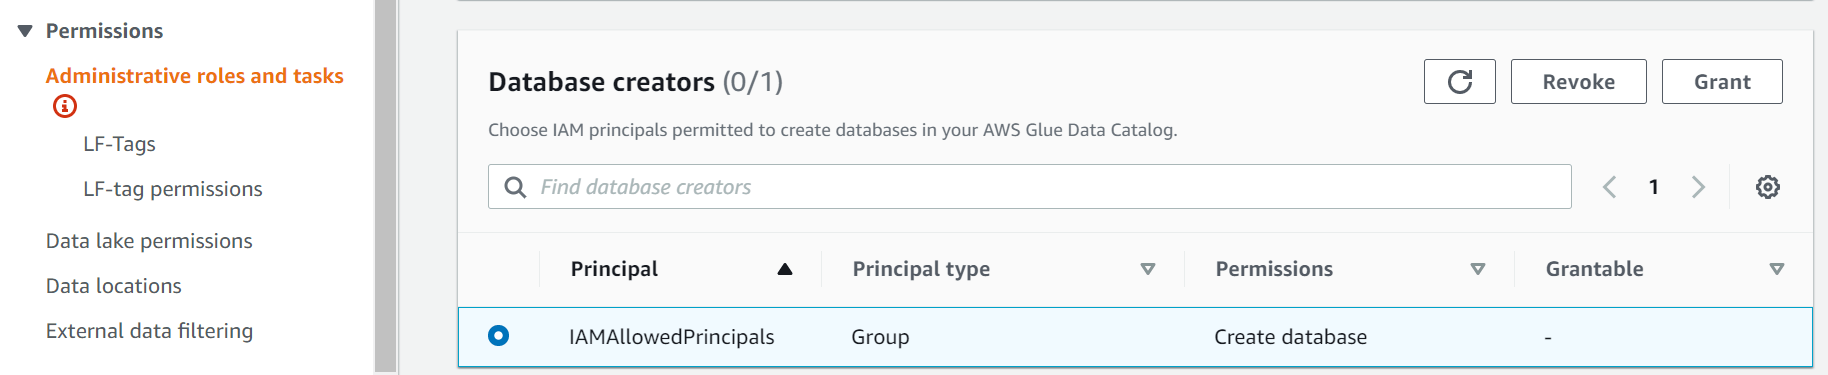 Permissions
Administrative roles and tasks
LF-Tags
LF-tag permissions
Data lake permissions
Data locations
External data filtering
Database creators (0/1)
Revoke
Grant
Choose IAM principals permitted to create databases in your AWS Glue Data Catalog.
Find database creators
1
Principal Principal type Permissions Grantable
IAMAllowedPrincipals Group Create database -